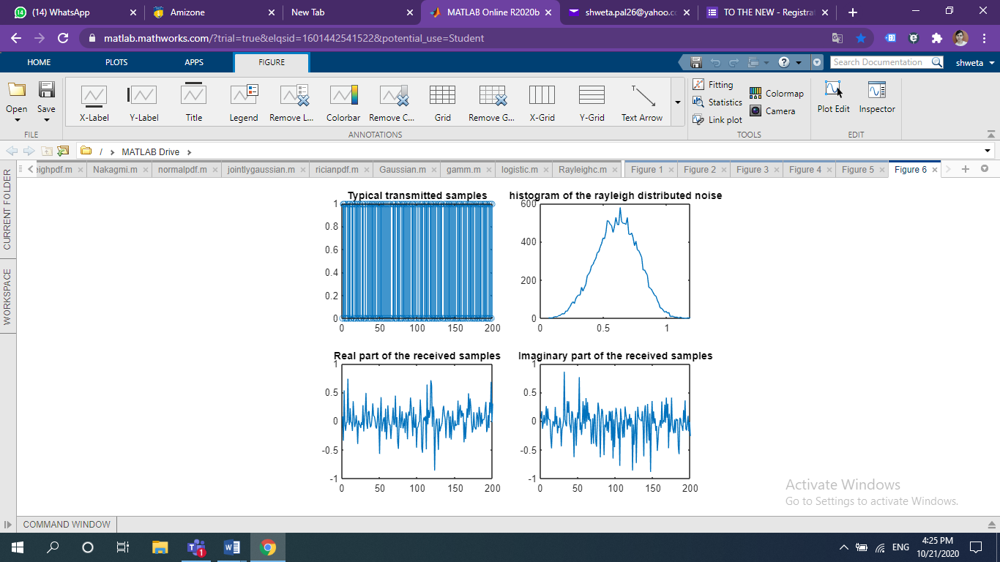 (14) WhatsApp
Amizone
New Tab
MATLAB Online R2020b
shweta.pal26@yahoo.c
TO THE NEW - Registra
matlab.mathworks.com/?trial=true&elqsid=1601442541522&potential_use=Student
HOME PLOTS APPS FIGURE
Search Documentation
shweta
Open Save
X-Label Y-Label Title Legend Remove L... Colorbar Remove C... Grid Remove G... X-Grid Y-Grid Text Arrow
Fitting
Statistics
Link plot
Colormap
Camera
Plot Edit Inspector
FILE ANNOTATIONS TOOLS EDIT
/ MATLAB Drive
eighpdf.m Nakagmi.m normalpdf.m jointlygaussian.m ricianpdf.m Gaussian.m gamm.m logistic.m Rayleighc.m Figure 1 Figure 2 Figure 3 Figure 4 Figure 5 Figure 6
CURRENT FOLDER
WORKSPACE
Typical transmitted samples
1
0.8
0.6
0.4
0.2
0
0 50 100 150 200
histogram of the rayleigh distributed noise
600
400
200
0
0 0.5 1
Real part of the received samples
1
0.5
0
-0.5
-1
0 50 100 150 200
Imaginary part of the received samples
1
0.5
0
-0.5
-1
0 50 100 150 200
Activate Windows
Go to Settings to activate Windows.
COMMAND WINDOW
1
ENG
4:25 PM
10/21/2020